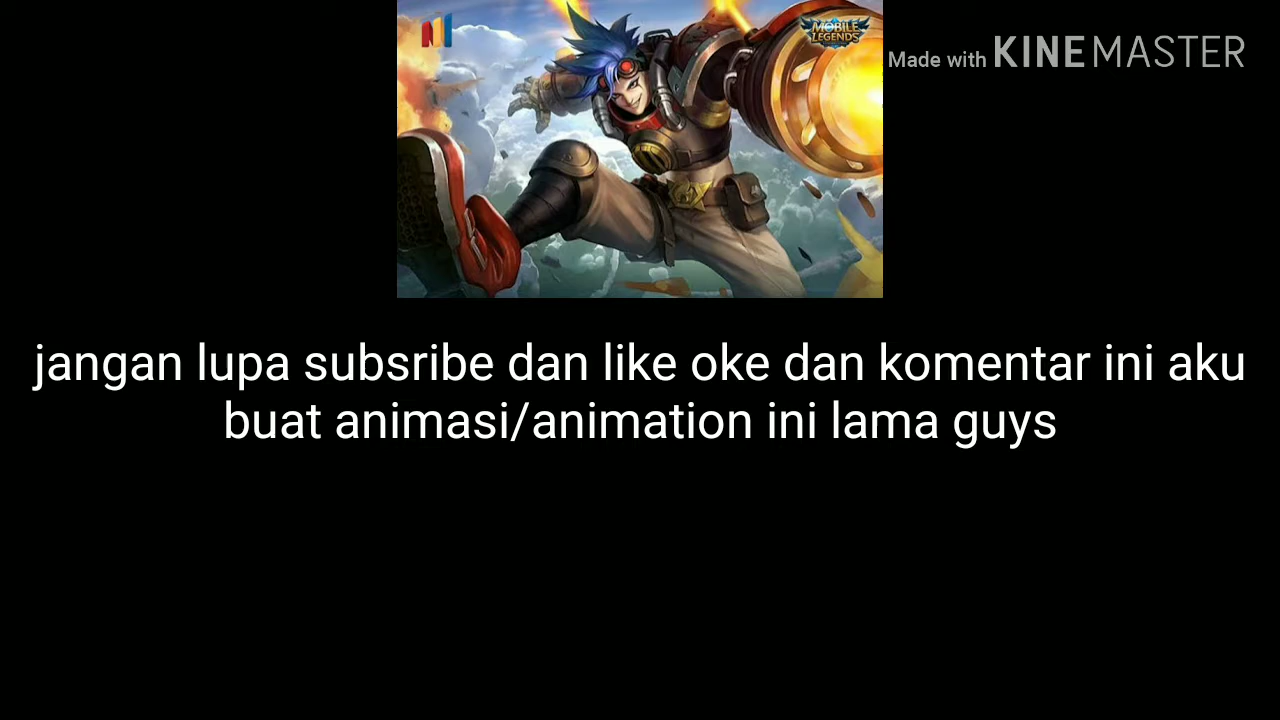 MOBILE
LEGENDS
Made with KINEMASTER
jangan lupa subsribe dan like oke dan komentar ini aku
buat animasi/animation ini lama guys